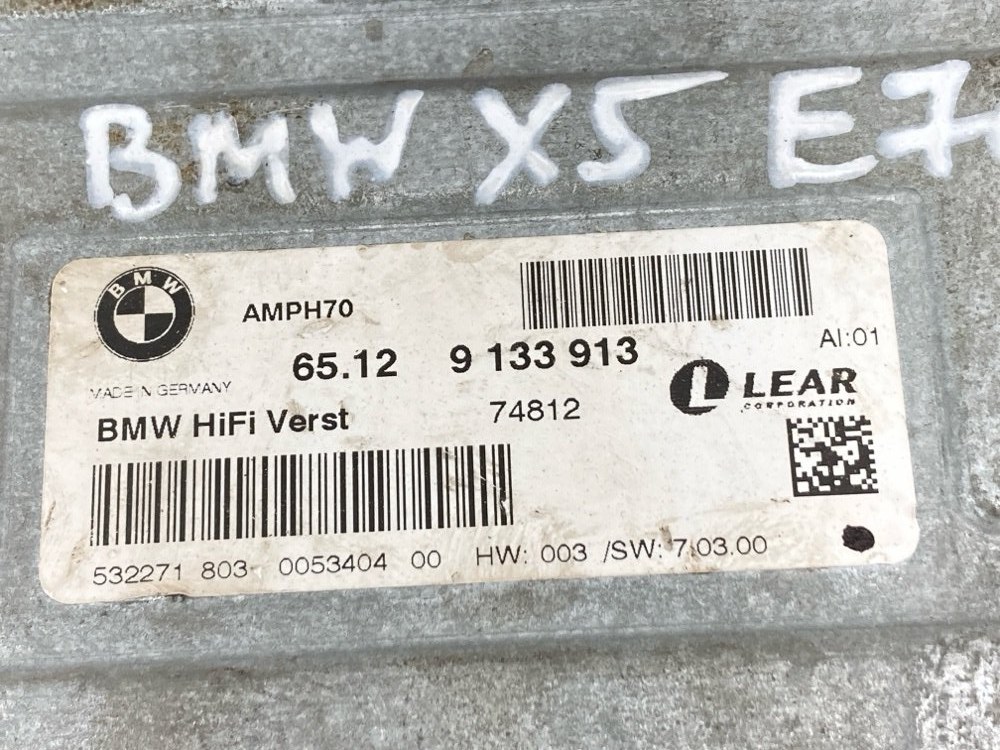 BMW X5 E7
BMW
AMPH70
65.12 9 133 913
AI:01
MADE IN GERMANY
LEAR
CORPORATION
BMW HiFi Verst 74812
532271 803 0053404 00 HW: 003 /SW: 7.03.00